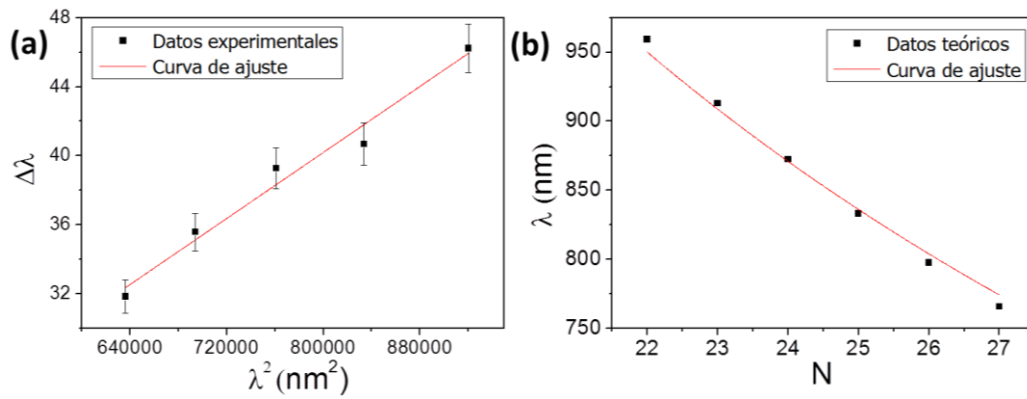 (a)
Datos experimentales
Curva de ajuste
48
44
40
36
32
Δλ
640000 720000 800000 880000
λ² (nm²)
(b)
Datos teóricos
Curva de ajuste
950
900
850
800
750
λ (nm)
22 23 24 25 26 27
N